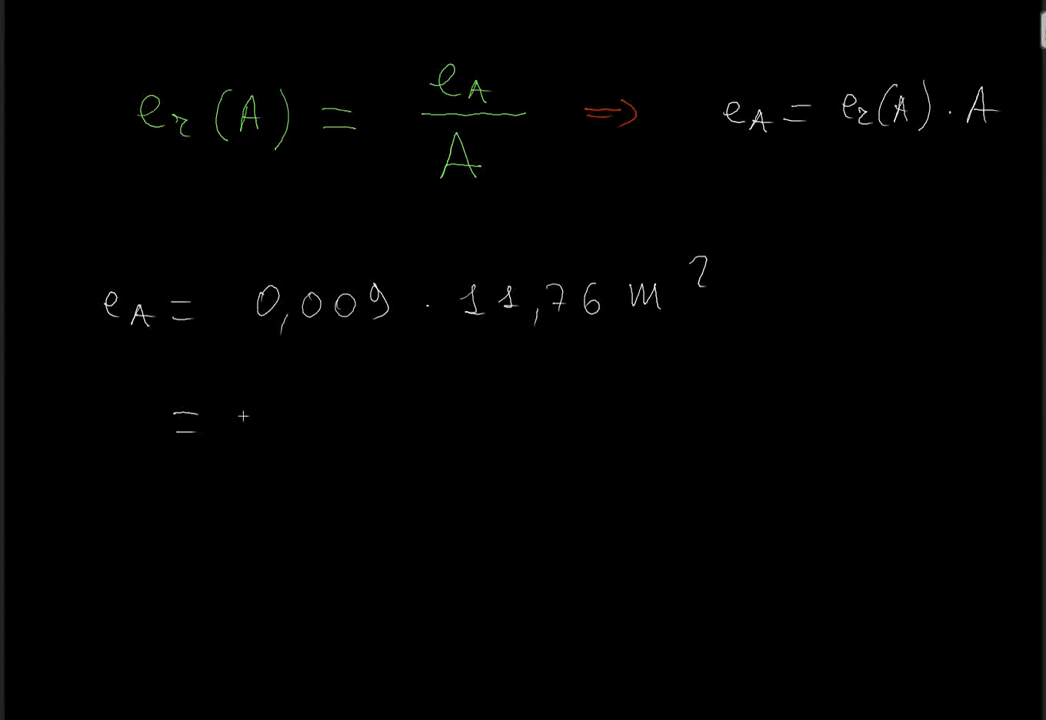 e_r(A) = e_A / A ⇒ e_A = e_r(A) · A
e_A = 0,009 · 11,76 m²
=